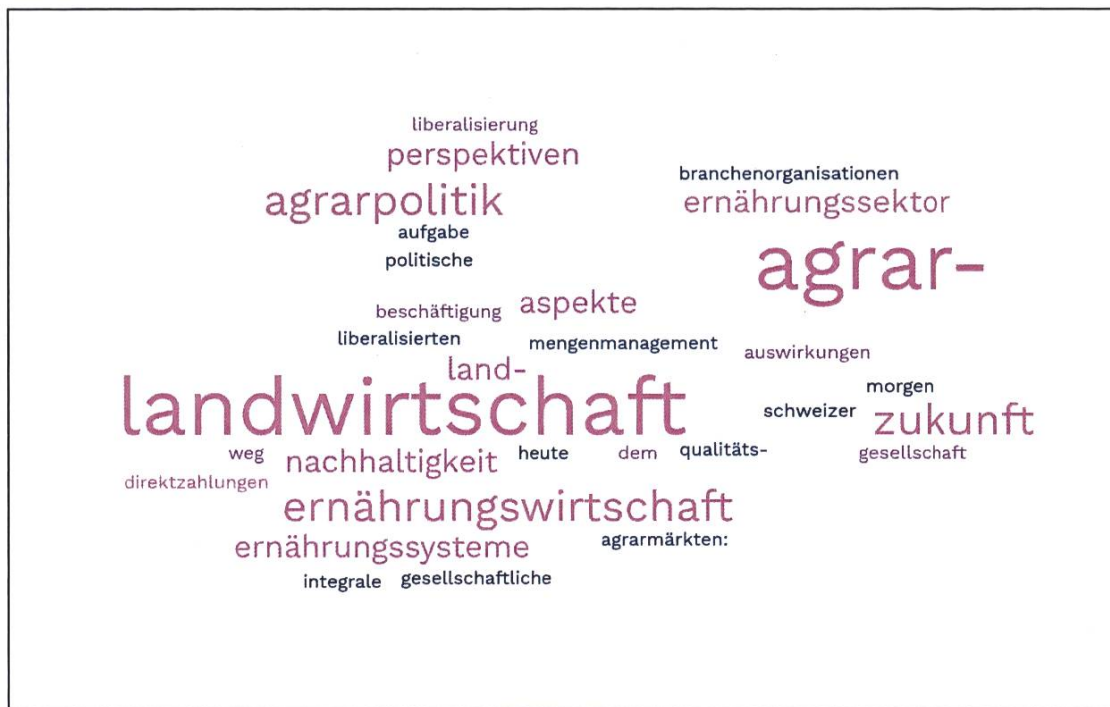 liberalisierung
perspektiven
branchenorganisationen
agrarpolitik
ernährungssektor
aufgabe
politische
agrar-
beschäftigung
aspekte
liberalisierten
mengenmanagement
auswirkungen
land-
morgen
landwirtschaft
schweizer
zukunft
weg
nachhaltigkeit
heute
dem
qualitäts-
gesellschaft
direktzahlungen
ernährungswirtschaft
ernährungssysteme
agrarmärkten:
integrale
gesellschaftliche